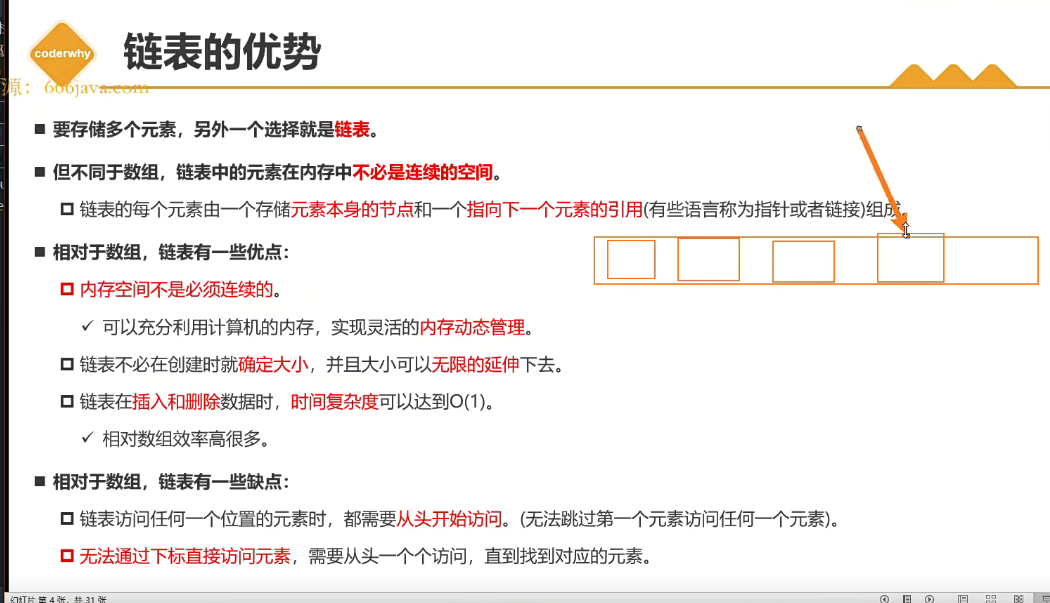 coderwhy
链表的优势
源： 666java.com
要存储多个元素，另外一个选择就是链表。
但不同于数组，链表中的元素在内存中不必是连续的空间。
链表的每个元素由一个存储元素本身的节点和一个指向下一个元素的引用(有些语言称为指针或者链接)组成。
相对于数组，链表有一些优点：
内存空间不是必须连续的。
✓ 可以充分利用计算机的内存，实现灵活的内存动态管理。
链表不必在创建时就确定大小，并且大小可以无限的延伸下去。
链表在插入和删除数据时，时间复杂度可以达到O(1)。
✓ 相对数组效率高很多。
相对于数组，链表有一些缺点：
链表访问任何一个位置的元素时，都需要从头开始访问。(无法跳过第一个元素访问任何一个元素)。
无法通过下标直接访问元素，需要从头一个个访问，直到找到对应的元素。
幻灯片 第 4 张，共 31 张